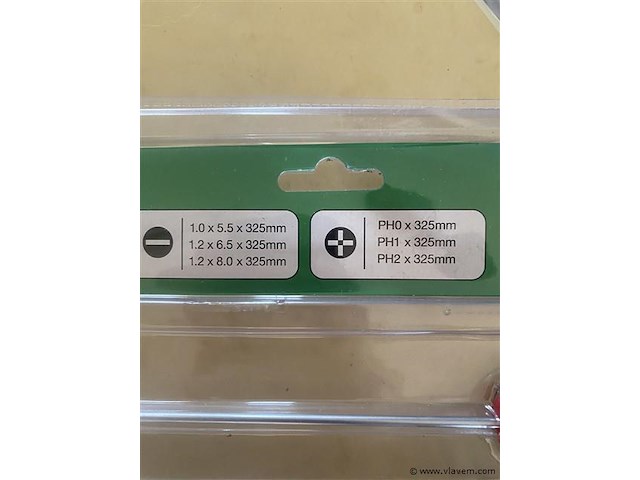 1.0 x 5.5 x 325mm
1.2 x 6.5 x 325mm
1.2 x 8.0 x 325mm
PH0 x 325mm
PH1 x 325mm
PH2 x 325mm
© www.vlavem.com